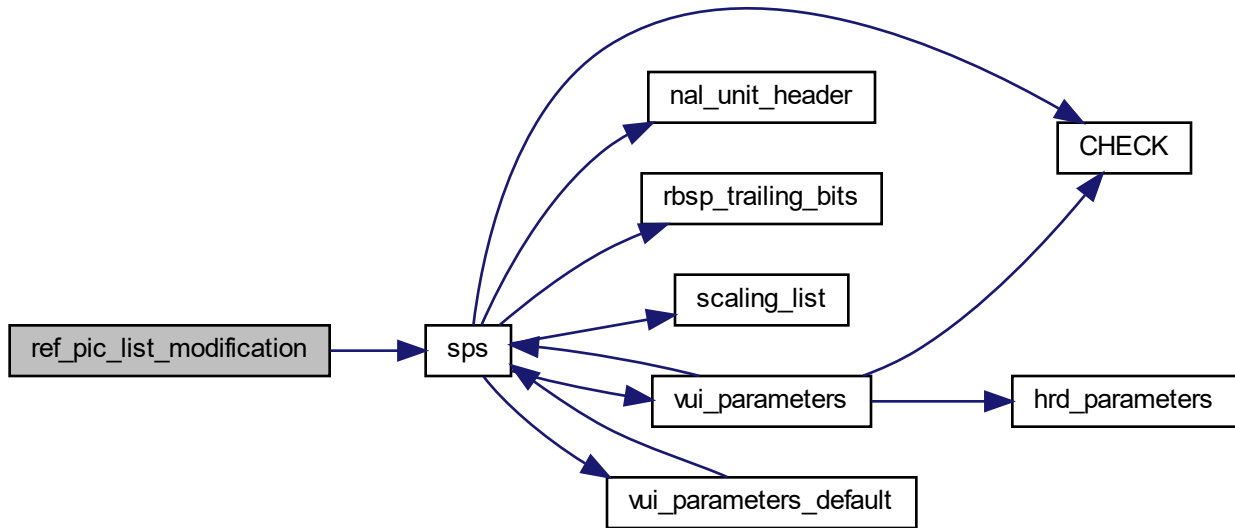 nal_unit_header
CHECK
rbsp_trailing_bits
scaling_list
ref_pic_list_modification
sps
vui_parameters
hrd_parameters
vui_parameters_default